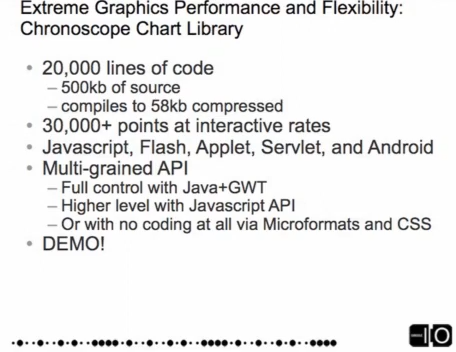 Extreme Graphics Performance and Flexibility:
Chronoscope Chart Library
• 20,000 lines of code
– 500kb of source
– compiles to 58kb compressed
• 30,000+ points at interactive rates
• Javascript, Flash, Applet, Servlet, and Android
• Multi-grained API
– Full control with Java+GWT
– Higher level with Javascript API
– Or with no coding at all via Microformats and CSS
• DEMO!
IO